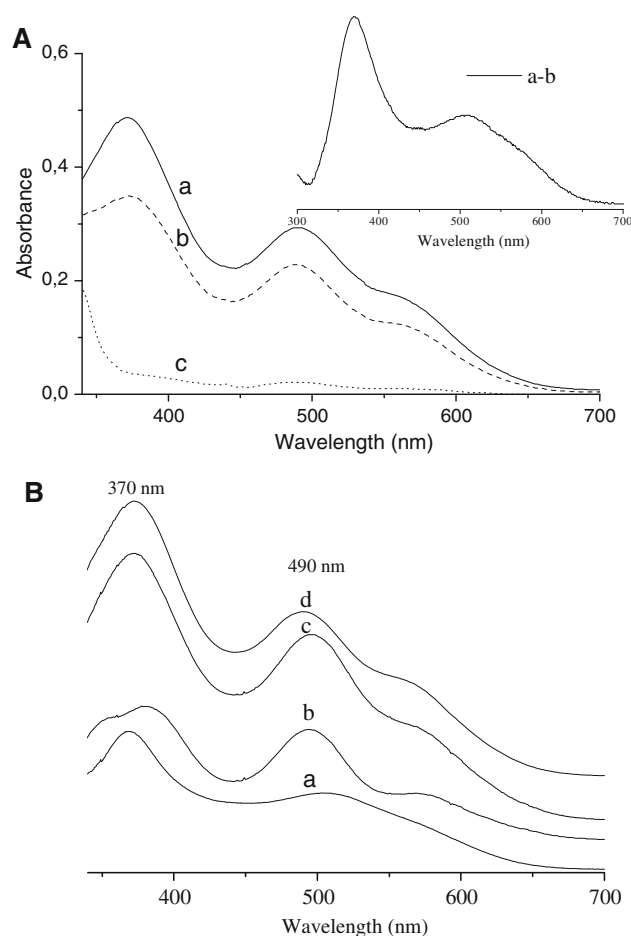 A
Absorbance
0,6
0,4
0,2
0,0
a
b
c
400
500
600
700
Wavelength (nm)
a-b
300
400
500
600
700
Wavelength (nm)
B
370 nm
490 nm
d
c
b
a
400
500
600
700
Wavelength (nm)